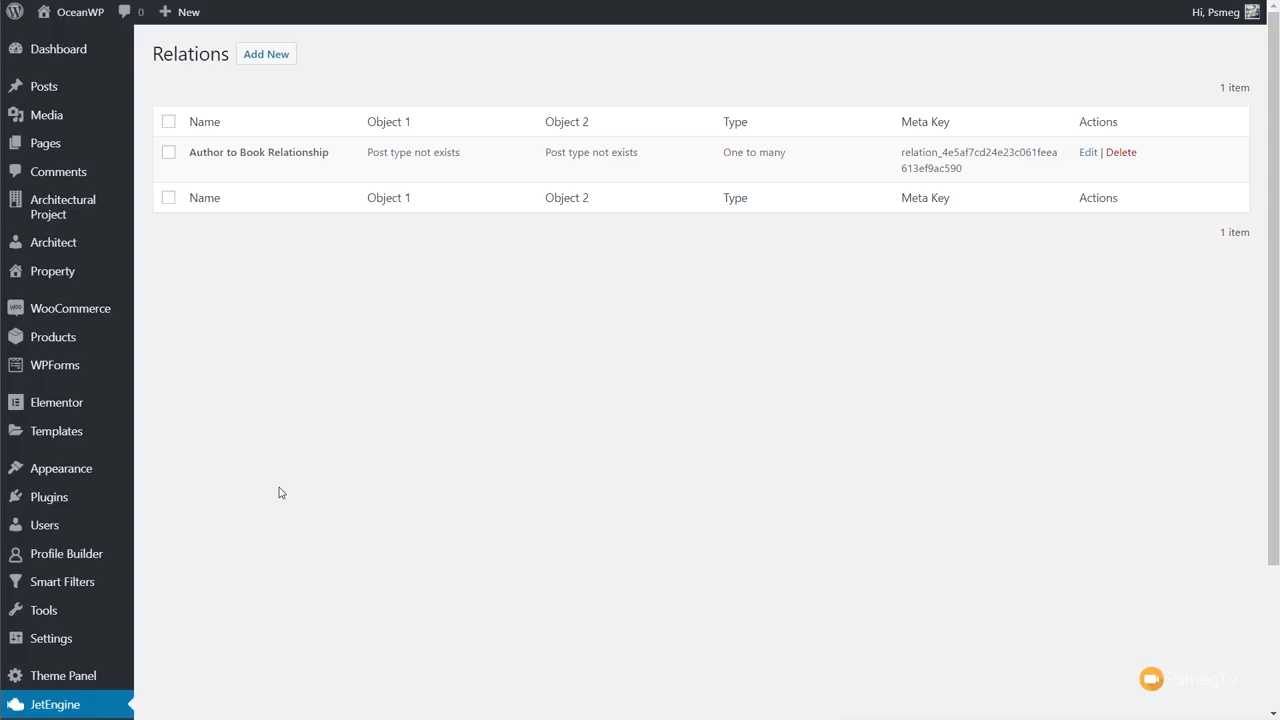 OceanWP
0
New
Hi, Psmeg
Dashboard
Posts
Media
Pages
Comments
Architectural
Project
Architect
Property
WooCommerce
Products
WPForms
Elementor
Templates
Appearance
Plugins
Users
Profile Builder
Smart Filters
Tools
Settings
Theme Panel
JetEngine
Relations
Add New
1 item
Name Object 1 Object 2 Type Meta Key Actions
Author to Book Relationship Post type not exists Post type not exists One to many relation_4e5af7cd24e23c061feea Edit | Delete
613ef9ac590
Name Object 1 Object 2 Type Meta Key Actions
1 item
PsmegTV